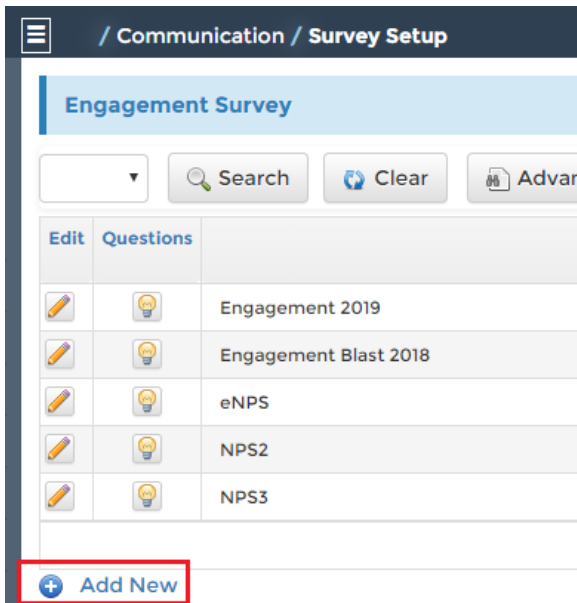 / Communication / Survey Setup
Engagement Survey
Search Clear Advar
Edit Questions
Engagement 2019
Engagement Blast 2018
eNPS
NPS2
NPS3
Add New